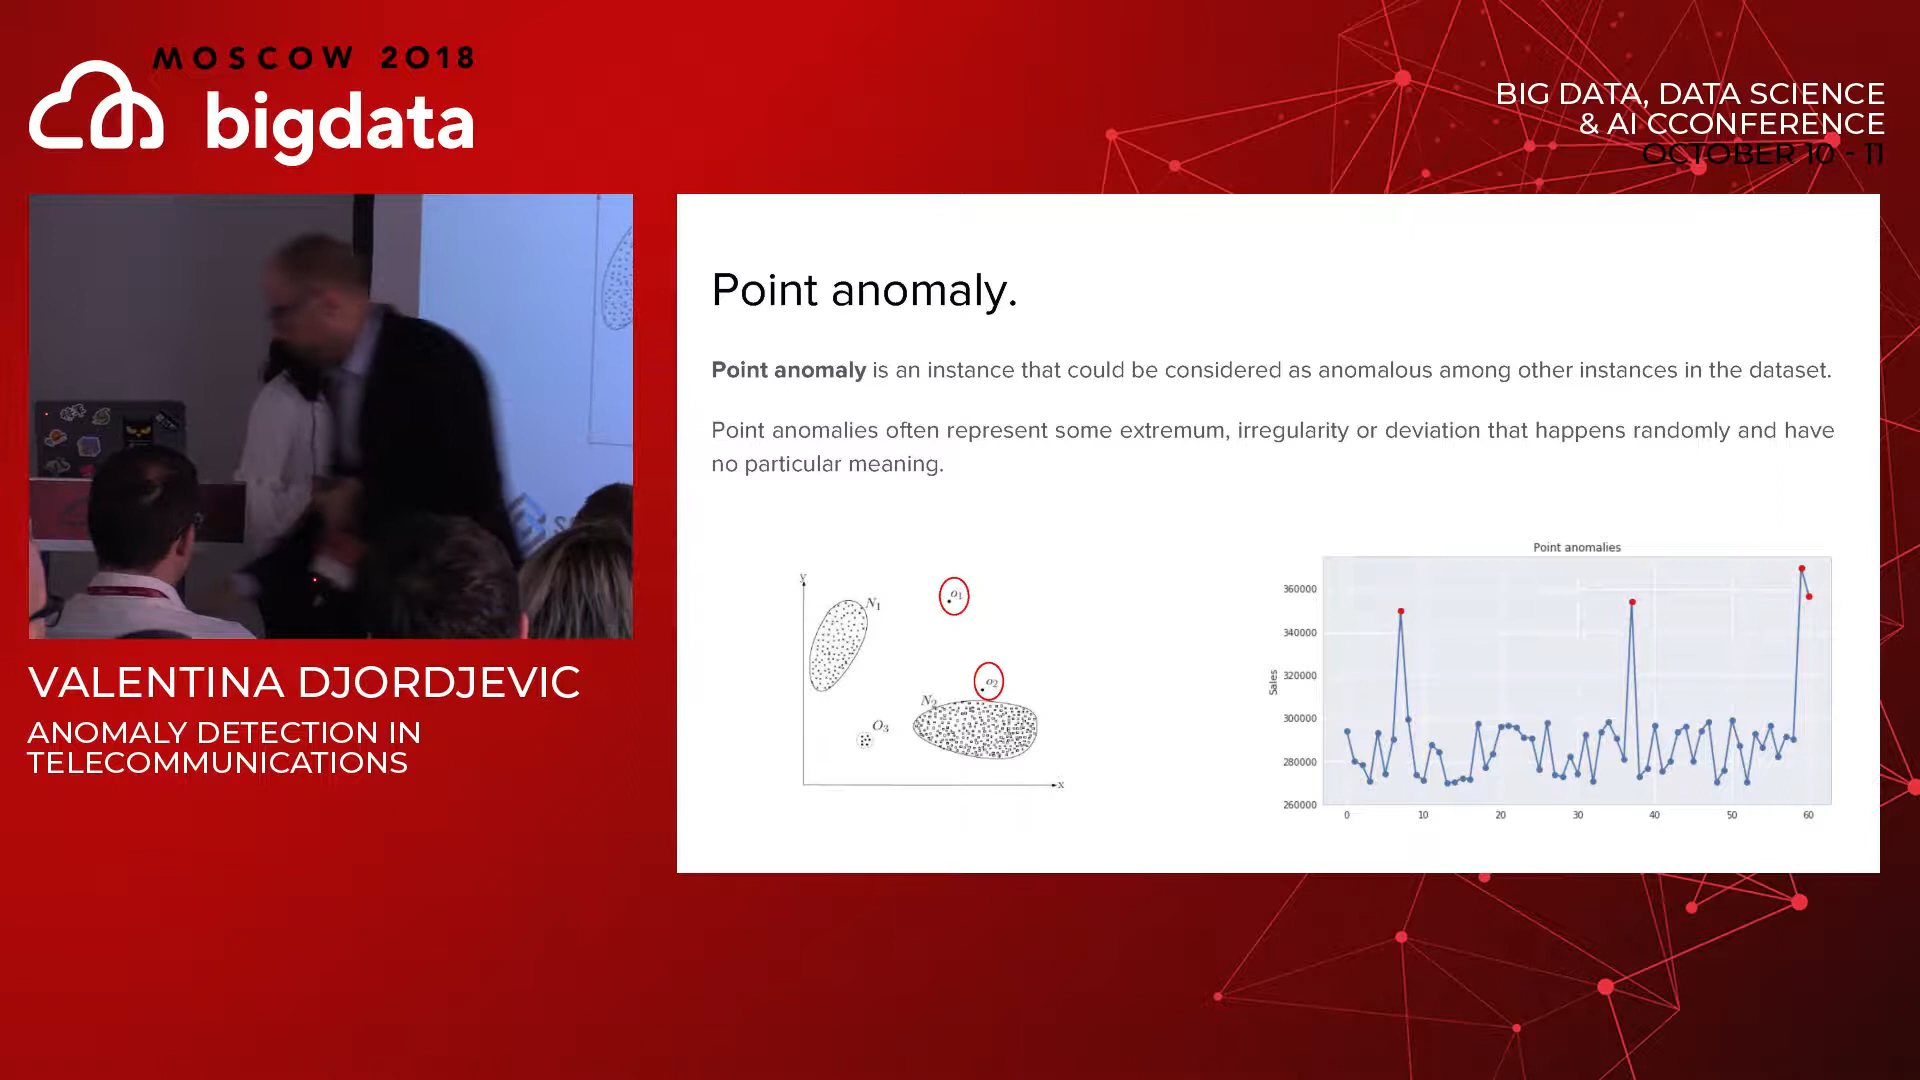 MOSCOW 2018
bigdata
BIG DATA, DATA SCIENCE
& AI CCONFERENCE
OCTOBER 10 - 11
VALENTINA DJORDJEVIC
ANOMALY DETECTION IN
TELECOMMUNICATIONS
Point anomaly.
Point anomaly is an instance that could be considered as anomalous among other instances in the dataset.
Point anomalies often represent some extremum, irregularity or deviation that happens randomly and have
no particular meaning.
y
N1
o1
o2
N2
O3
x
Point anomalies
Sales
360000
340000
320000
300000
280000
260000
0 10 20 30 40 50 60